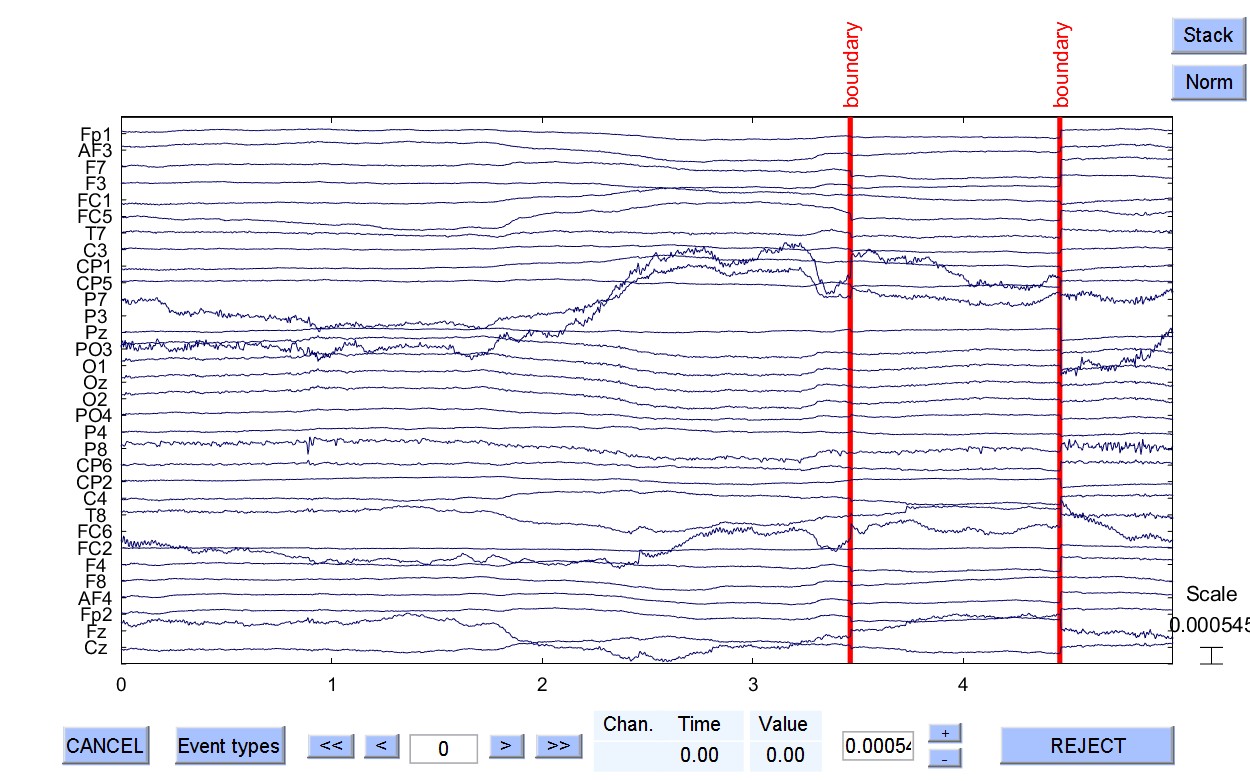 boundary
boundary
Stack
Norm
Fp1
AF3
F7
F3
FC1
FC5
T7
C3
CP1
CP5
P7
P3
Pz
PO3
O1
Oz
O2
PO4
P4
P8
CP6
CP2
C4
T8
FC6
FC2
F4
F8
AF4
Fp2
Fz
Cz
Scale
0.000545
0 1 2 3 4
Chan. Time Value
CANCEL Event types << < 0 > >> 0.00 0.00 0.0005 + - REJECT